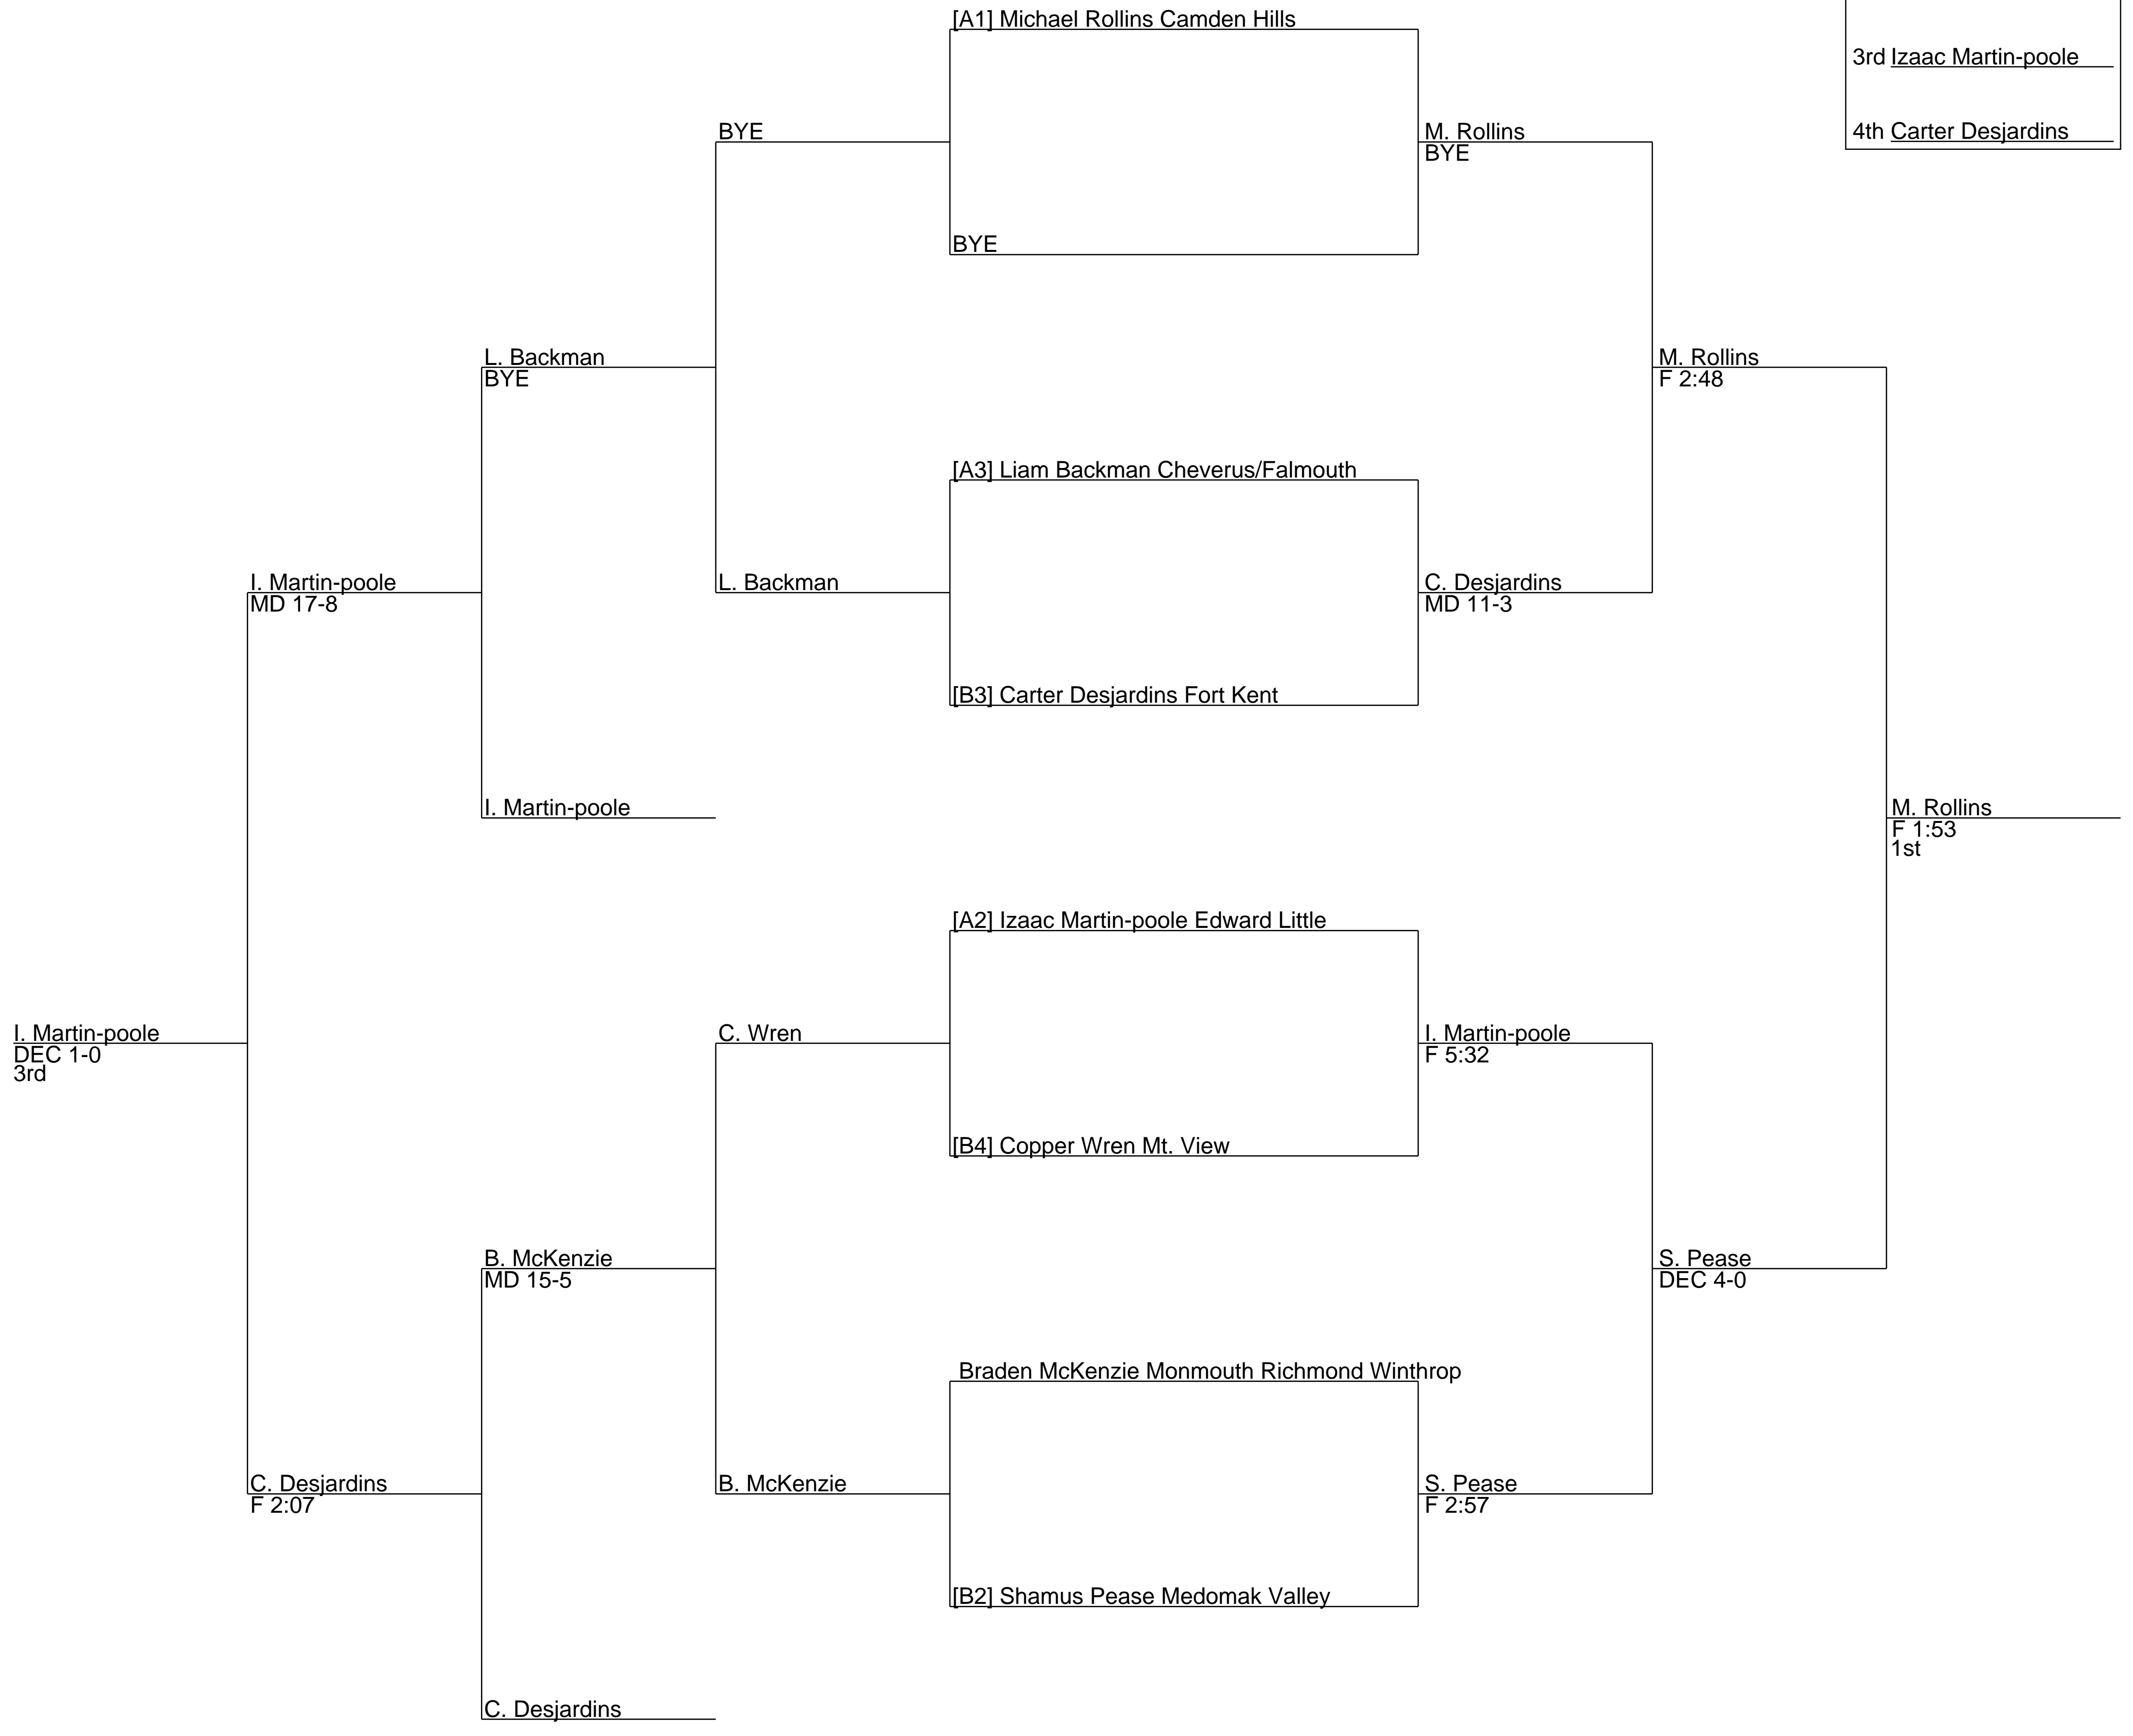 [A1] Michael Rollins Camden Hills
3rd Izaac Martin-poole
4th Carter Desjardins
BYE
M. Rollins
BYE
BYE
L. Backman
BYE
M. Rollins
F 2:48
[A3] Liam Backman Cheverus/Falmouth
I. Martin-poole
MD 17-8
L. Backman
C. Desjardins
MD 11-3
[B3] Carter Desjardins Fort Kent
I. Martin-poole
M. Rollins
F 1:53
1st
[A2] Izaac Martin-poole Edward Little
I. Martin-poole
DEC 1-0
3rd
C. Wren
I. Martin-poole
F 5:32
[B4] Copper Wren Mt. View
B. McKenzie
MD 15-5
S. Pease
DEC 4-0
Braden McKenzie Monmouth Richmond Winthrop
C. Desjardins
F 2:07
B. McKenzie
S. Pease
F 2:57
[B2] Shamus Pease Medomak Valley
C. Desjardins